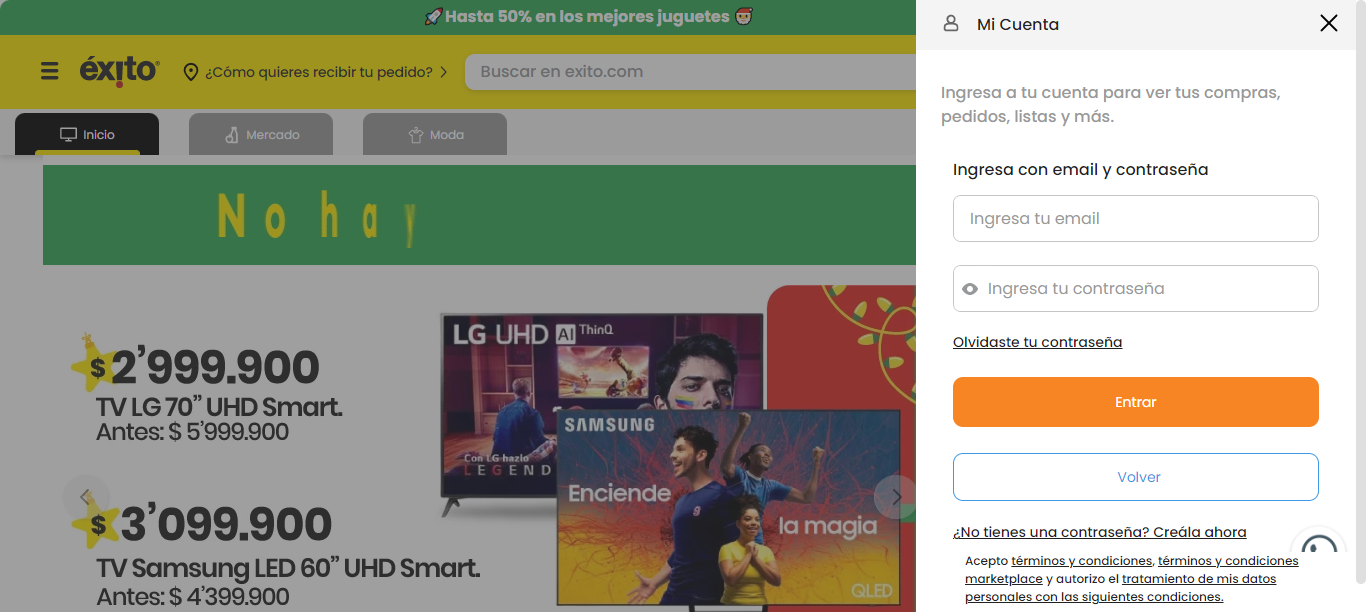 🚀 Hasta 50% en los mejores juguetes 🎅
éxito
¿Cómo quieres recibir tu pedido?
Buscar en exito.com
Inicio
Mercado
Moda
No hay
$2'999.900
TV LG 70” UHD Smart.
Antes: $ 5’999.900
$3'099.900
TV Samsung LED 60” UHD Smart.
Antes: $ 4’399.900
LG UHD AI ThinQ
Con LG hazlo
LEGEND
SAMSUNG
Enciende
la magia
QLED
Mi Cuenta
Ingresa a tu cuenta para ver tus compras,
pedidos, listas y más.
Ingresa con email y contraseña
Ingresa tu email
Ingresa tu contraseña
Olvidaste tu contraseña
Entrar
Volver
¿No tienes una contraseña? Creála ahora
Acepto términos y condiciones, términos y condiciones
marketplace y autorizo el tratamiento de mis datos
personales con las siguientes condiciones.